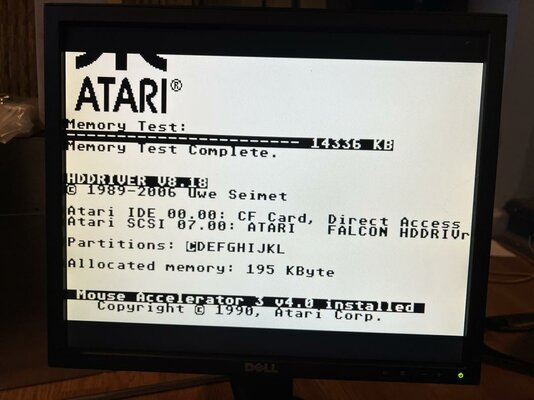 ATARI®
Memory Test:
14336 KB
Memory Test Complete.
HDDRIVER V8.18
© 1989-2006 Uwe Seimet
Atari IDE 00.00: CF Card, Direct Access
Atari SCSI 07.00: ATARI FALCON HDDRIVr
Partitions: CDEFGHIJKL
Allocated memory: 195 KByte
Mouse Accelerator 3 v4.0 installed
Copyright © 1990, Atari Corp.
DELL